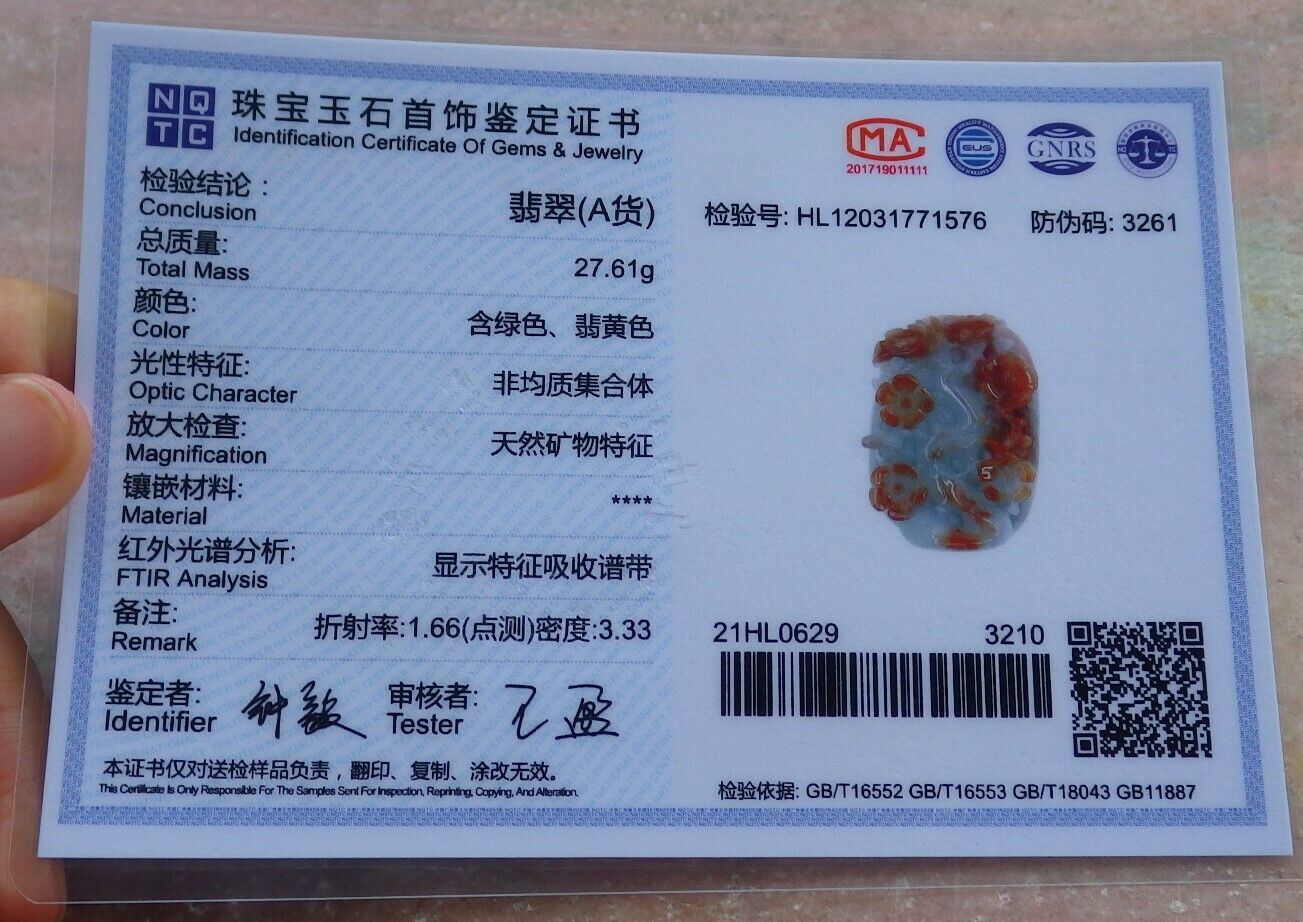 NQ
TC
珠宝玉石首饰鉴定证书
Identification Certificate Of Gems & Jewelry
检验结论：
Conclusion
翡翠(A货)
总质量:
Total Mass
27.61g
颜色:
Color
含绿色、翡黄色
光性特征:
Optic Character
非均质集合体
放大检查:
Magnification
天然矿物特征
镶嵌材料:
Material
****
红外光谱分析:
FTIR Analysis
显示特征吸收谱带
备注:
Remark
折射率:1.66(点测)密度:3.33
鉴定者:
Identifier
审核者:
Tester
本证书仅对送检样品负责，翻印、复制、涂改无效。
This Certificate Is Only Responsible For The Samples Sent For Inspection, Reprinting, Copying, And Alteration.
MA
201719011111
GNRS
检验号: HL12031771576 防伪码: 3261
21HL0629 3210
检验依据: GB/T16552 GB/T16553 GB/T18043 GB11887